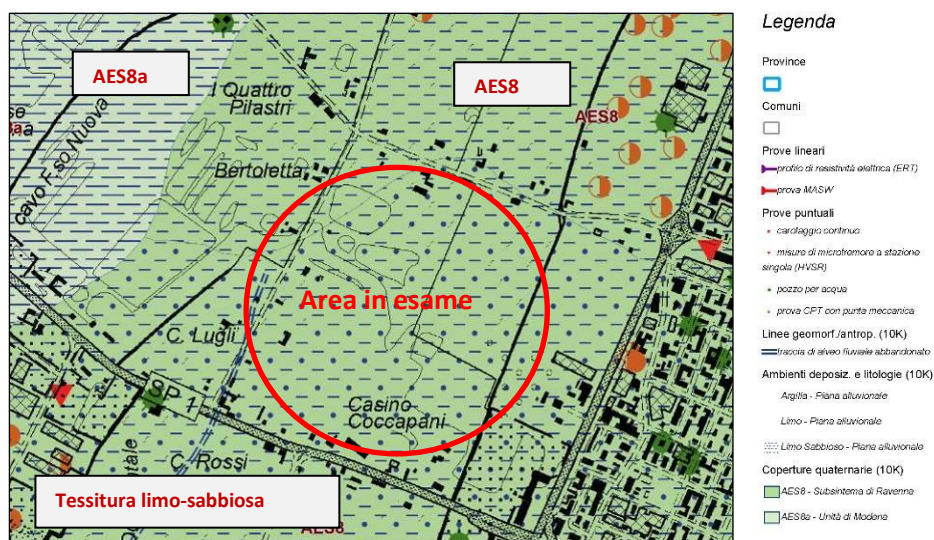 AES8a
AES8
I Quattro
Pilastri
AES8
cavo F.so Nuova
Bertoletta
Area in esame
C. Lugli
SP 1
Casino
Coccapani
C. Rossi
Tessitura limo-sabbiosa
AES8
Legenda
Province
Comuni
Prove lineari
profilo di resistività elettrica (ERT)
prova MASW
Prove puntuali
carotaggio continuo
misure di microtremore a stazione
singola (HVSR)
pozzo per acqua
prova CPT con punta meccanica
Linee geomorf./antrop. (10K)
traccia di alveo fluviale abbandonato
Ambienti deposiz. e litologie (10K)
Argilla - Piana alluvionale
Limo - Piana alluvionale
Limo Sabbioso - Piana alluvionale
Coperture quaternarie (10K)
AES8 - Subsintema di Ravenna
AES8a - Unità di Modena